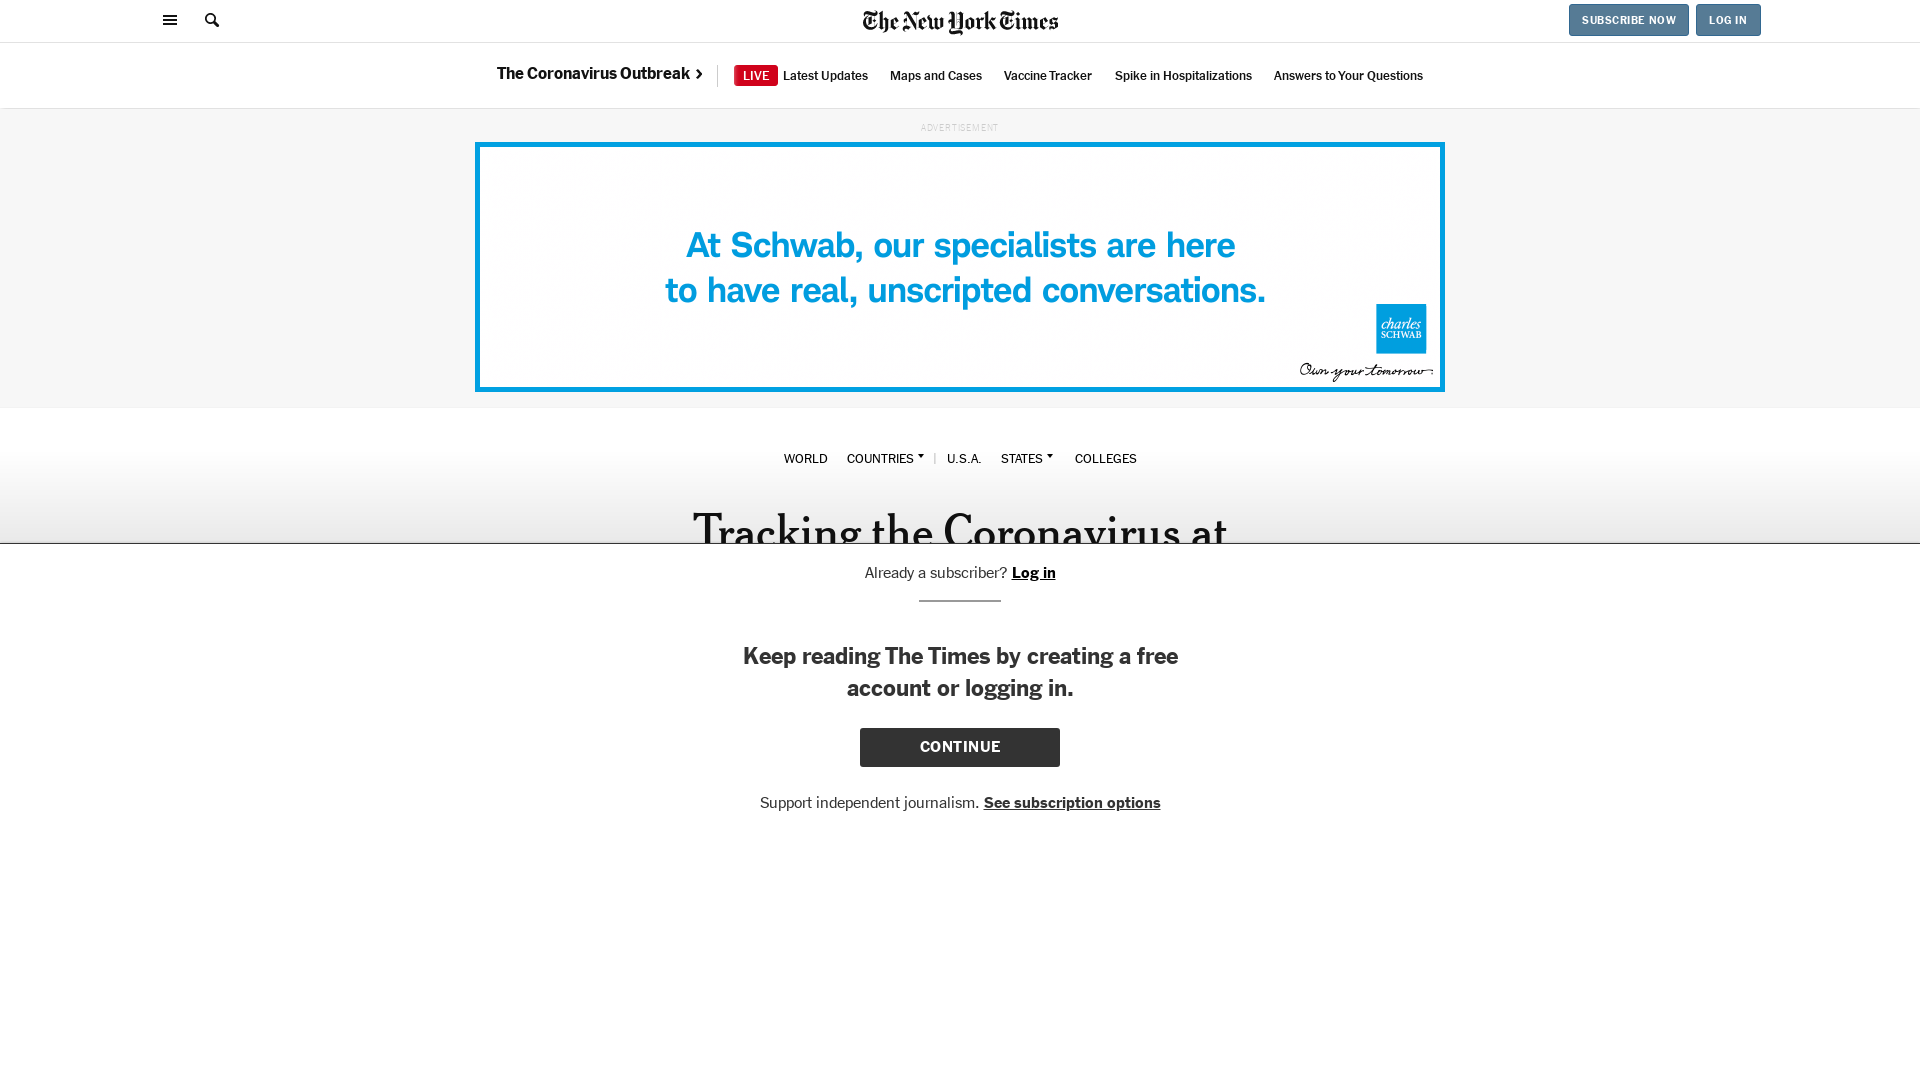 The New York Times
SUBSCRIBE NOW
LOG IN
The Coronavirus Outbreak
LIVE Latest Updates
Maps and Cases
Vaccine Tracker
Spike in Hospitalizations
Answers to Your Questions
ADVERTISEMENT
At Schwab, our specialists are here
to have real, unscripted conversations.
charles
SCHWAB
Own your tomorrow.
WORLD
COUNTRIES
U.S.A.
STATES
COLLEGES
Tracking the Coronavirus at
Already a subscriber? Log in
Keep reading The Times by creating a free
account or logging in.
CONTINUE
Support independent journalism. See subscription options